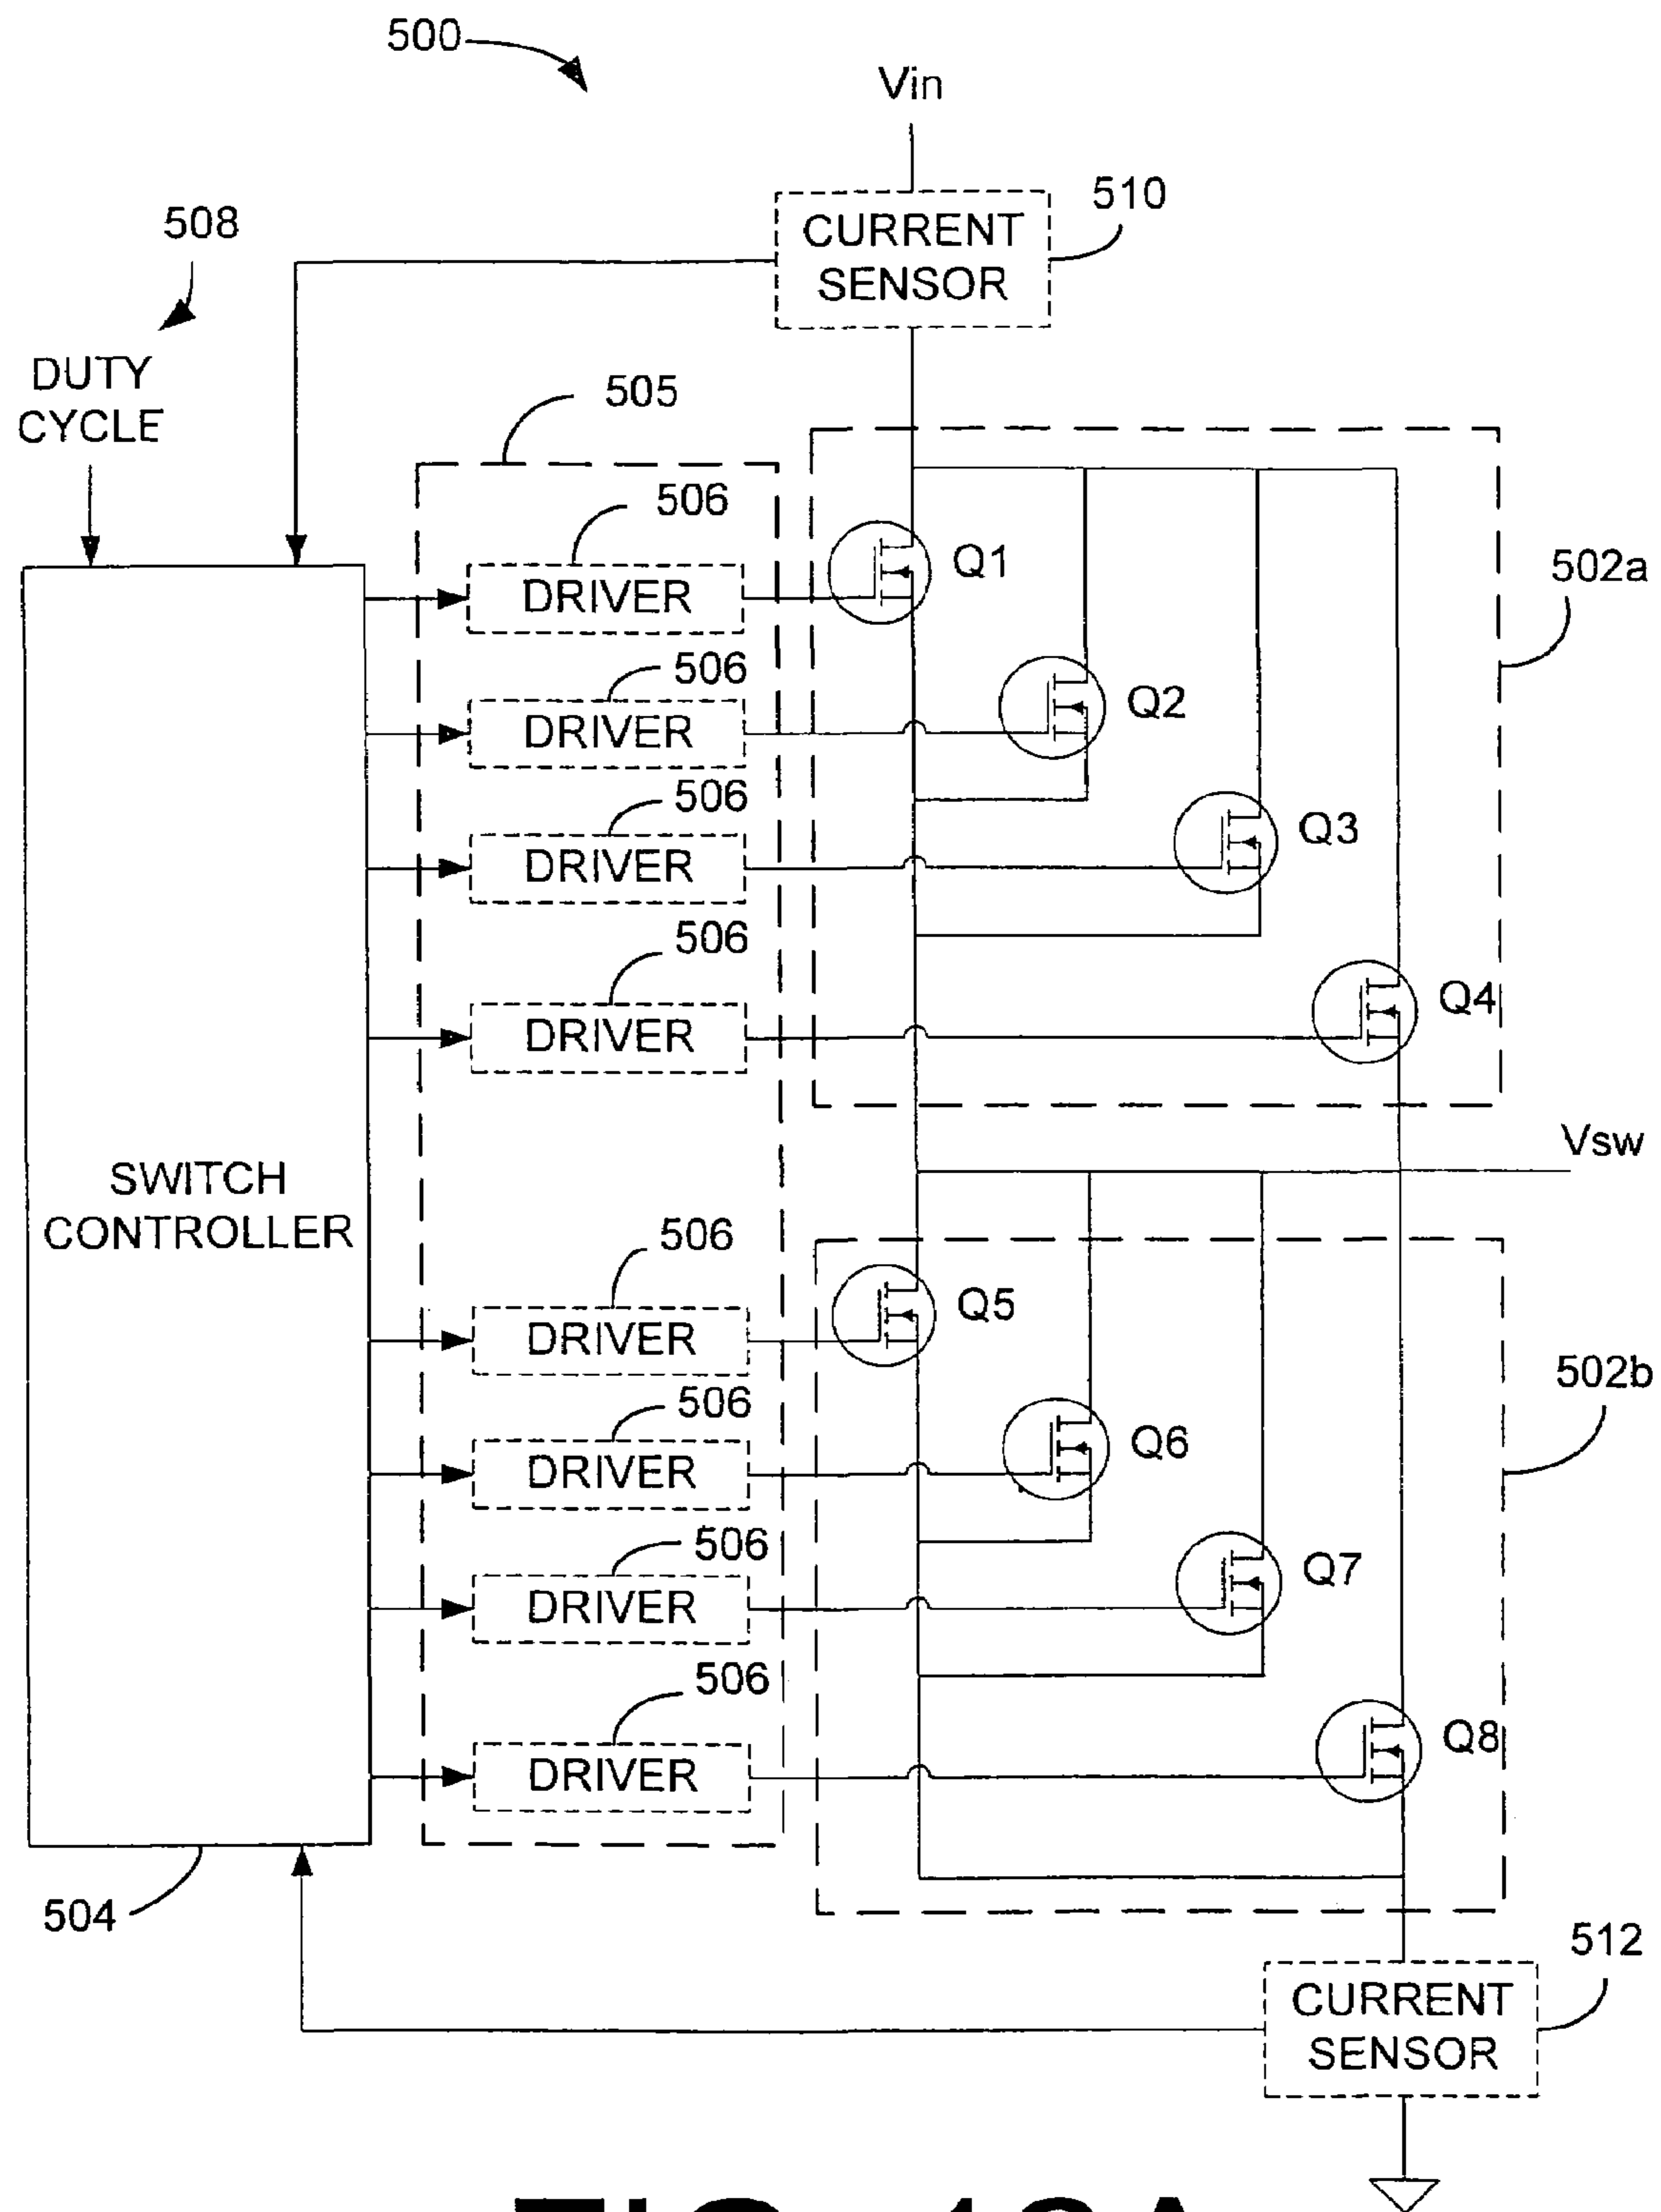 500
Vin
510
CURRENT
SENSOR
508
DUTY
CYCLE
505
506
DRIVER
Q1
502a
506
DRIVER
Q2
506
DRIVER
Q3
506
DRIVER
Q4
Vsw
SWITCH
CONTROLLER
506
DRIVER
Q5
502b
506
DRIVER
Q6
506
DRIVER
Q7
506
DRIVER
Q8
504
512
CURRENT
SENSOR